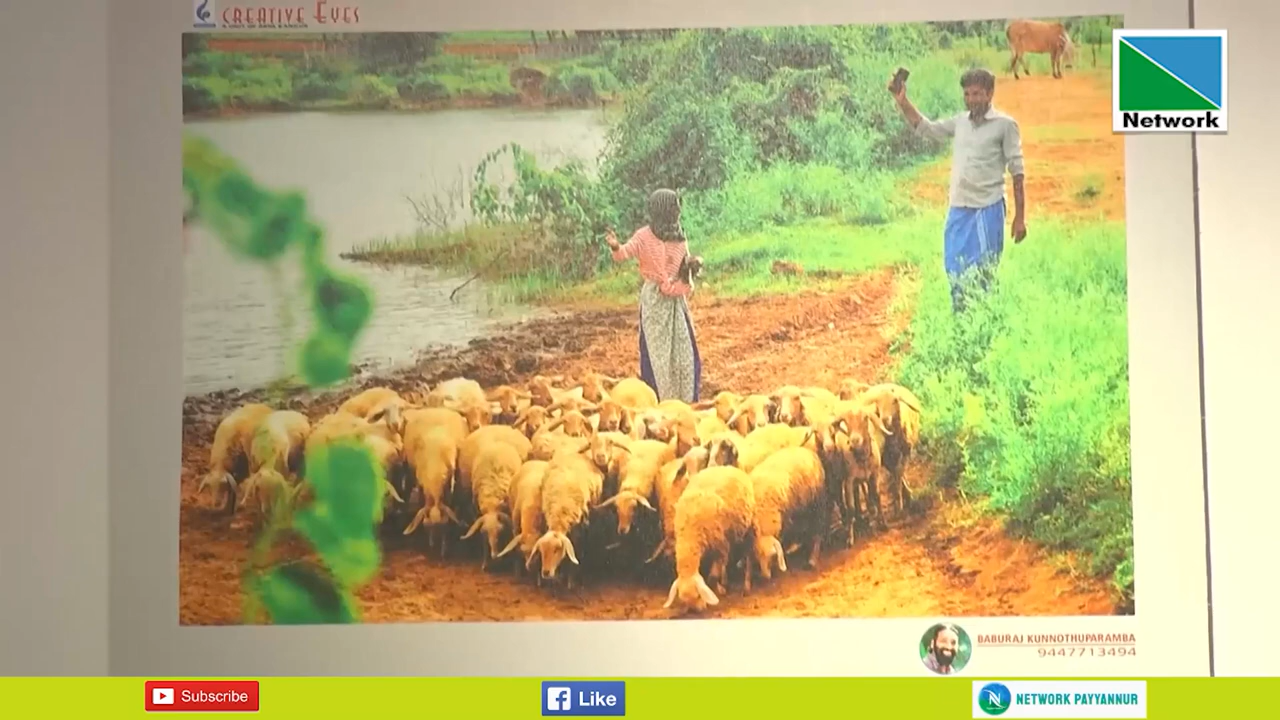 CREATIVE EYES
Network
BABURAJ KUNNOTHUPARAMBA
9447713494
Subscribe
Like
NETWORK PAYYANNUR